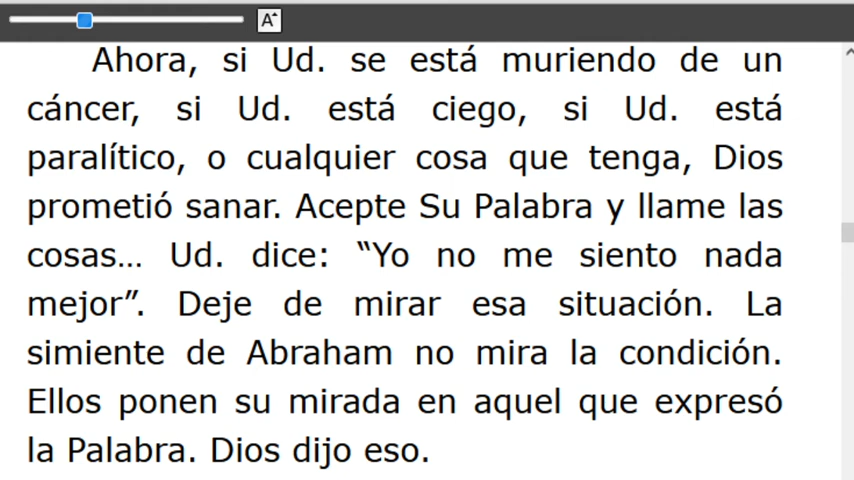 A
Ahora, si Ud. se está muriendo de un
cáncer, si Ud. está ciego, si Ud. está
paralítico, o cualquier cosa que tenga, Dios
prometió sanar. Acepte Su Palabra y llame las
cosas… Ud. dice: “Yo no me siento nada
mejor”. Deje de mirar esa situación. La
simiente de Abraham no mira la condición.
Ellos ponen su mirada en aquel que expresó
la Palabra. Dios dijo eso.